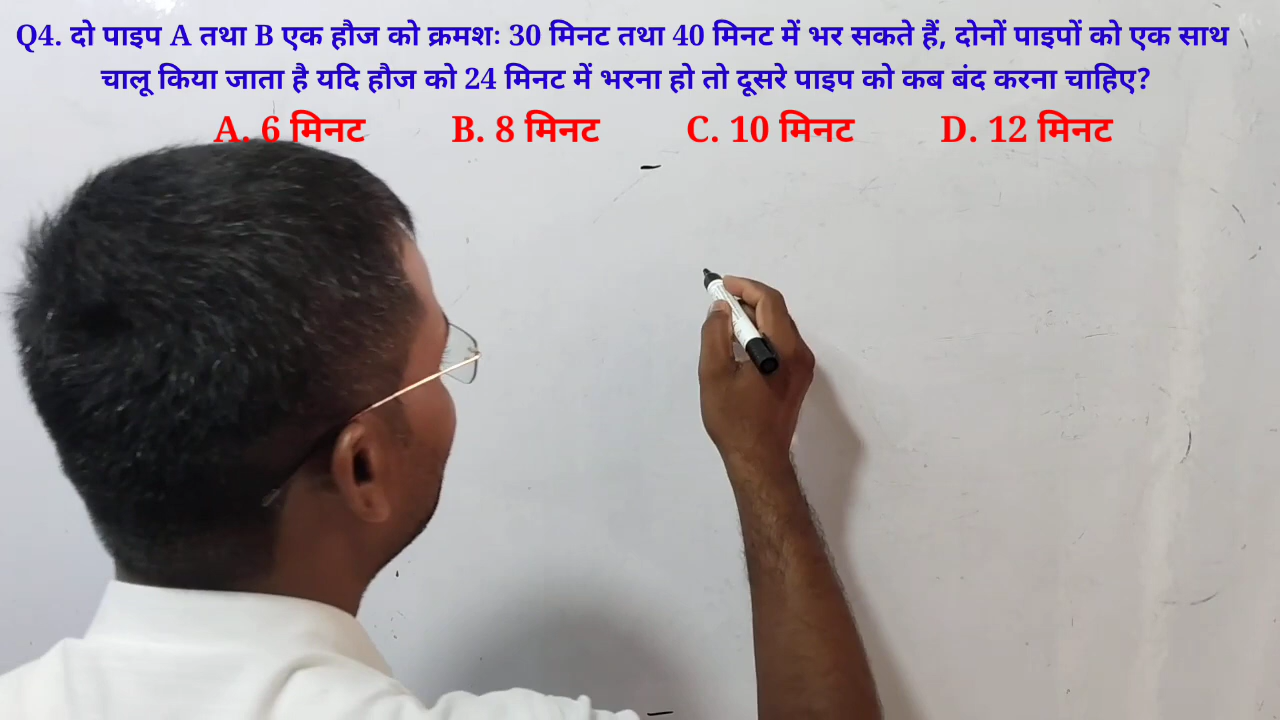 Q4. दो पाइप A तथा B एक हौज को क्रमशः 30 मिनट तथा 40 मिनट में भर सकते हैं, दोनों पाइपों को एक साथ
चालू किया जाता है यदि हौज को 24 मिनट में भरना हो तो दूसरे पाइप को कब बंद करना चाहिए?
A. 6 मिनट B. 8 मिनट C. 10 मिनट D. 12 मिनट